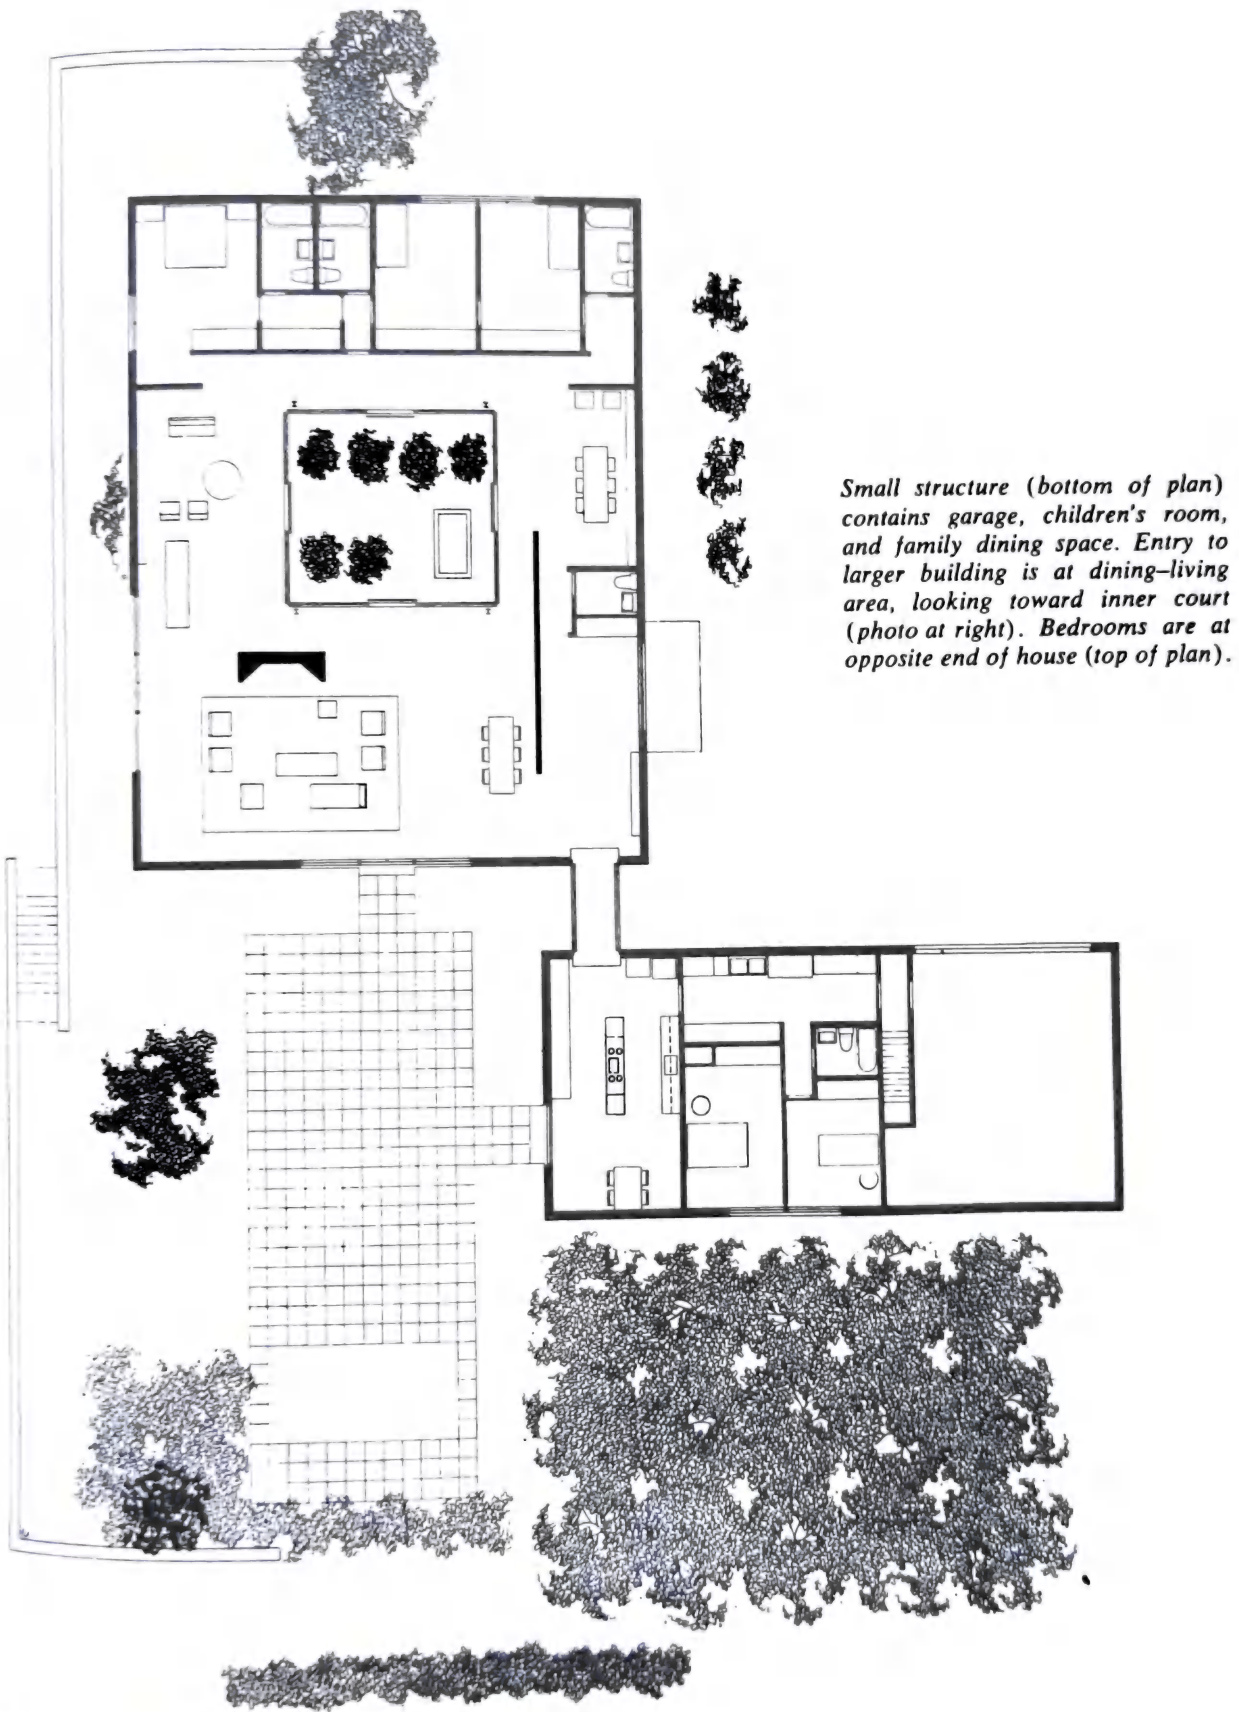 Small structure (bottom of plan)
contains garage, children's room,
and family dining space. Entry to
larger building is at dining–living
area, looking toward inner court
(photo at right). Bedrooms are at
opposite end of house (top of plan).